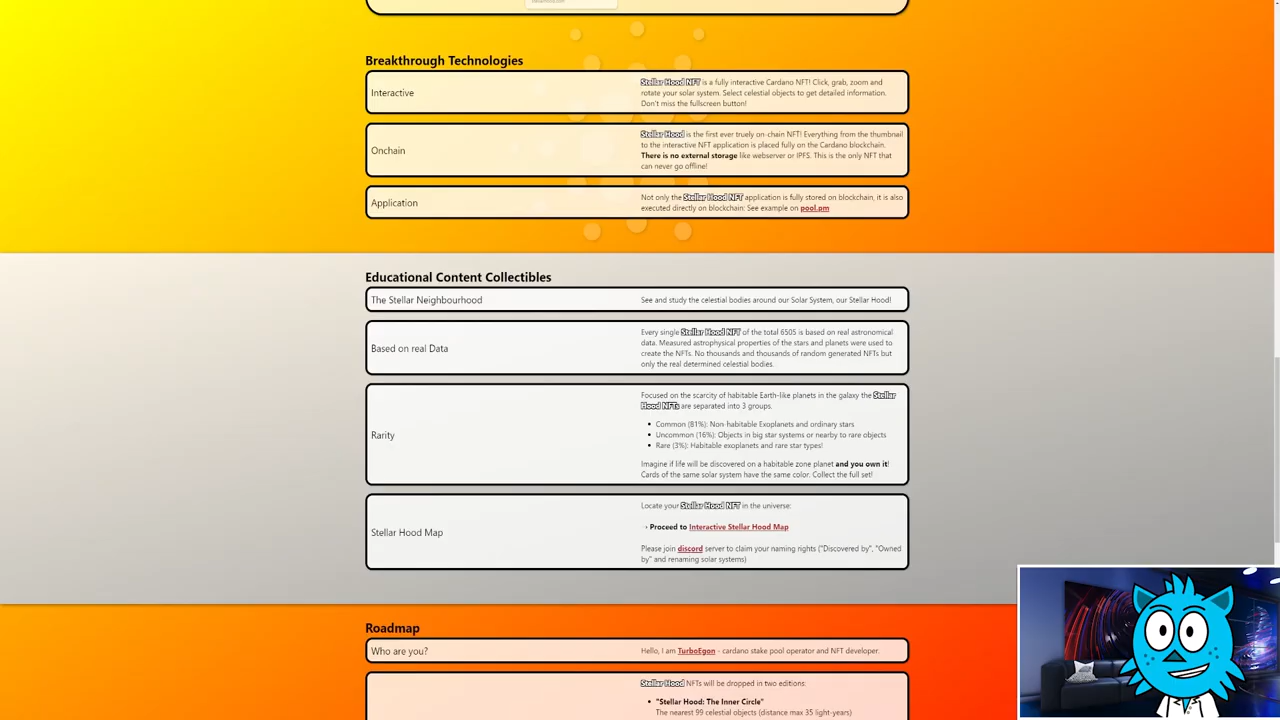 Breakthrough Technologies
Interactive
Stellar Hood NFT is a fully interactive Cardano NFT! Click, grab, zoom and
rotate your solar system. Select celestial objects to get detailed information.
Don't miss the fullscreen button!
Onchain
Stellar Hood is the first ever truely on-chain NFT! Everything from the thumbnail
to the interactive NFT application is placed fully on the Cardano blockchain.
There is no external storage like webserver or IPFS. This is the only NFT that
can never go offline!
Application
Not only the Stellar Hood NFT application is fully stored on blockchain, it is also
executed directly on blockchain: See example on pool.pm
Educational Content Collectibles
The Stellar Neighbourhood
See and study the celestial bodies around our Solar System, our Stellar Hood!
Based on real Data
Every single Stellar Hood NFT of the total 6505 is based on real astronomical
data. Measured astrophysical properties of the stars and planets were used to
create the NFTs. No thousands and thousands of random generated NFTs but
only the real determined celestial bodies.
Rarity
Focused on the scarcity of habitable Earth-like planets in the galaxy the Stellar
Hood NFTs are separated into 3 groups.
• Common (81%): Non-habitable Exoplanets and ordinary stars
• Uncommon (16%): Objects in big star systems or nearby to rare objects
• Rare (3%): Habitable exoplanets and rare star types!
Imagine if life will be discovered on a habitable zone planet and you own it!
Cards of the same solar system have the same color. Collect the full set!
Stellar Hood Map
Locate your Stellar Hood NFT in the universe:
→ Proceed to Interactive Stellar Hood Map
Please join discord server to claim your naming rights ("Discovered by", "Owned
by" and renaming solar systems)
Roadmap
Who are you?
Hello, I am TurboEgon - cardano stake pool operator and NFT developer.
Stellar Hood NFTs will be dropped in two editions:
• "Stellar Hood: The Inner Circle"
The nearest 99 celestial objects (distance max 35 light-years)